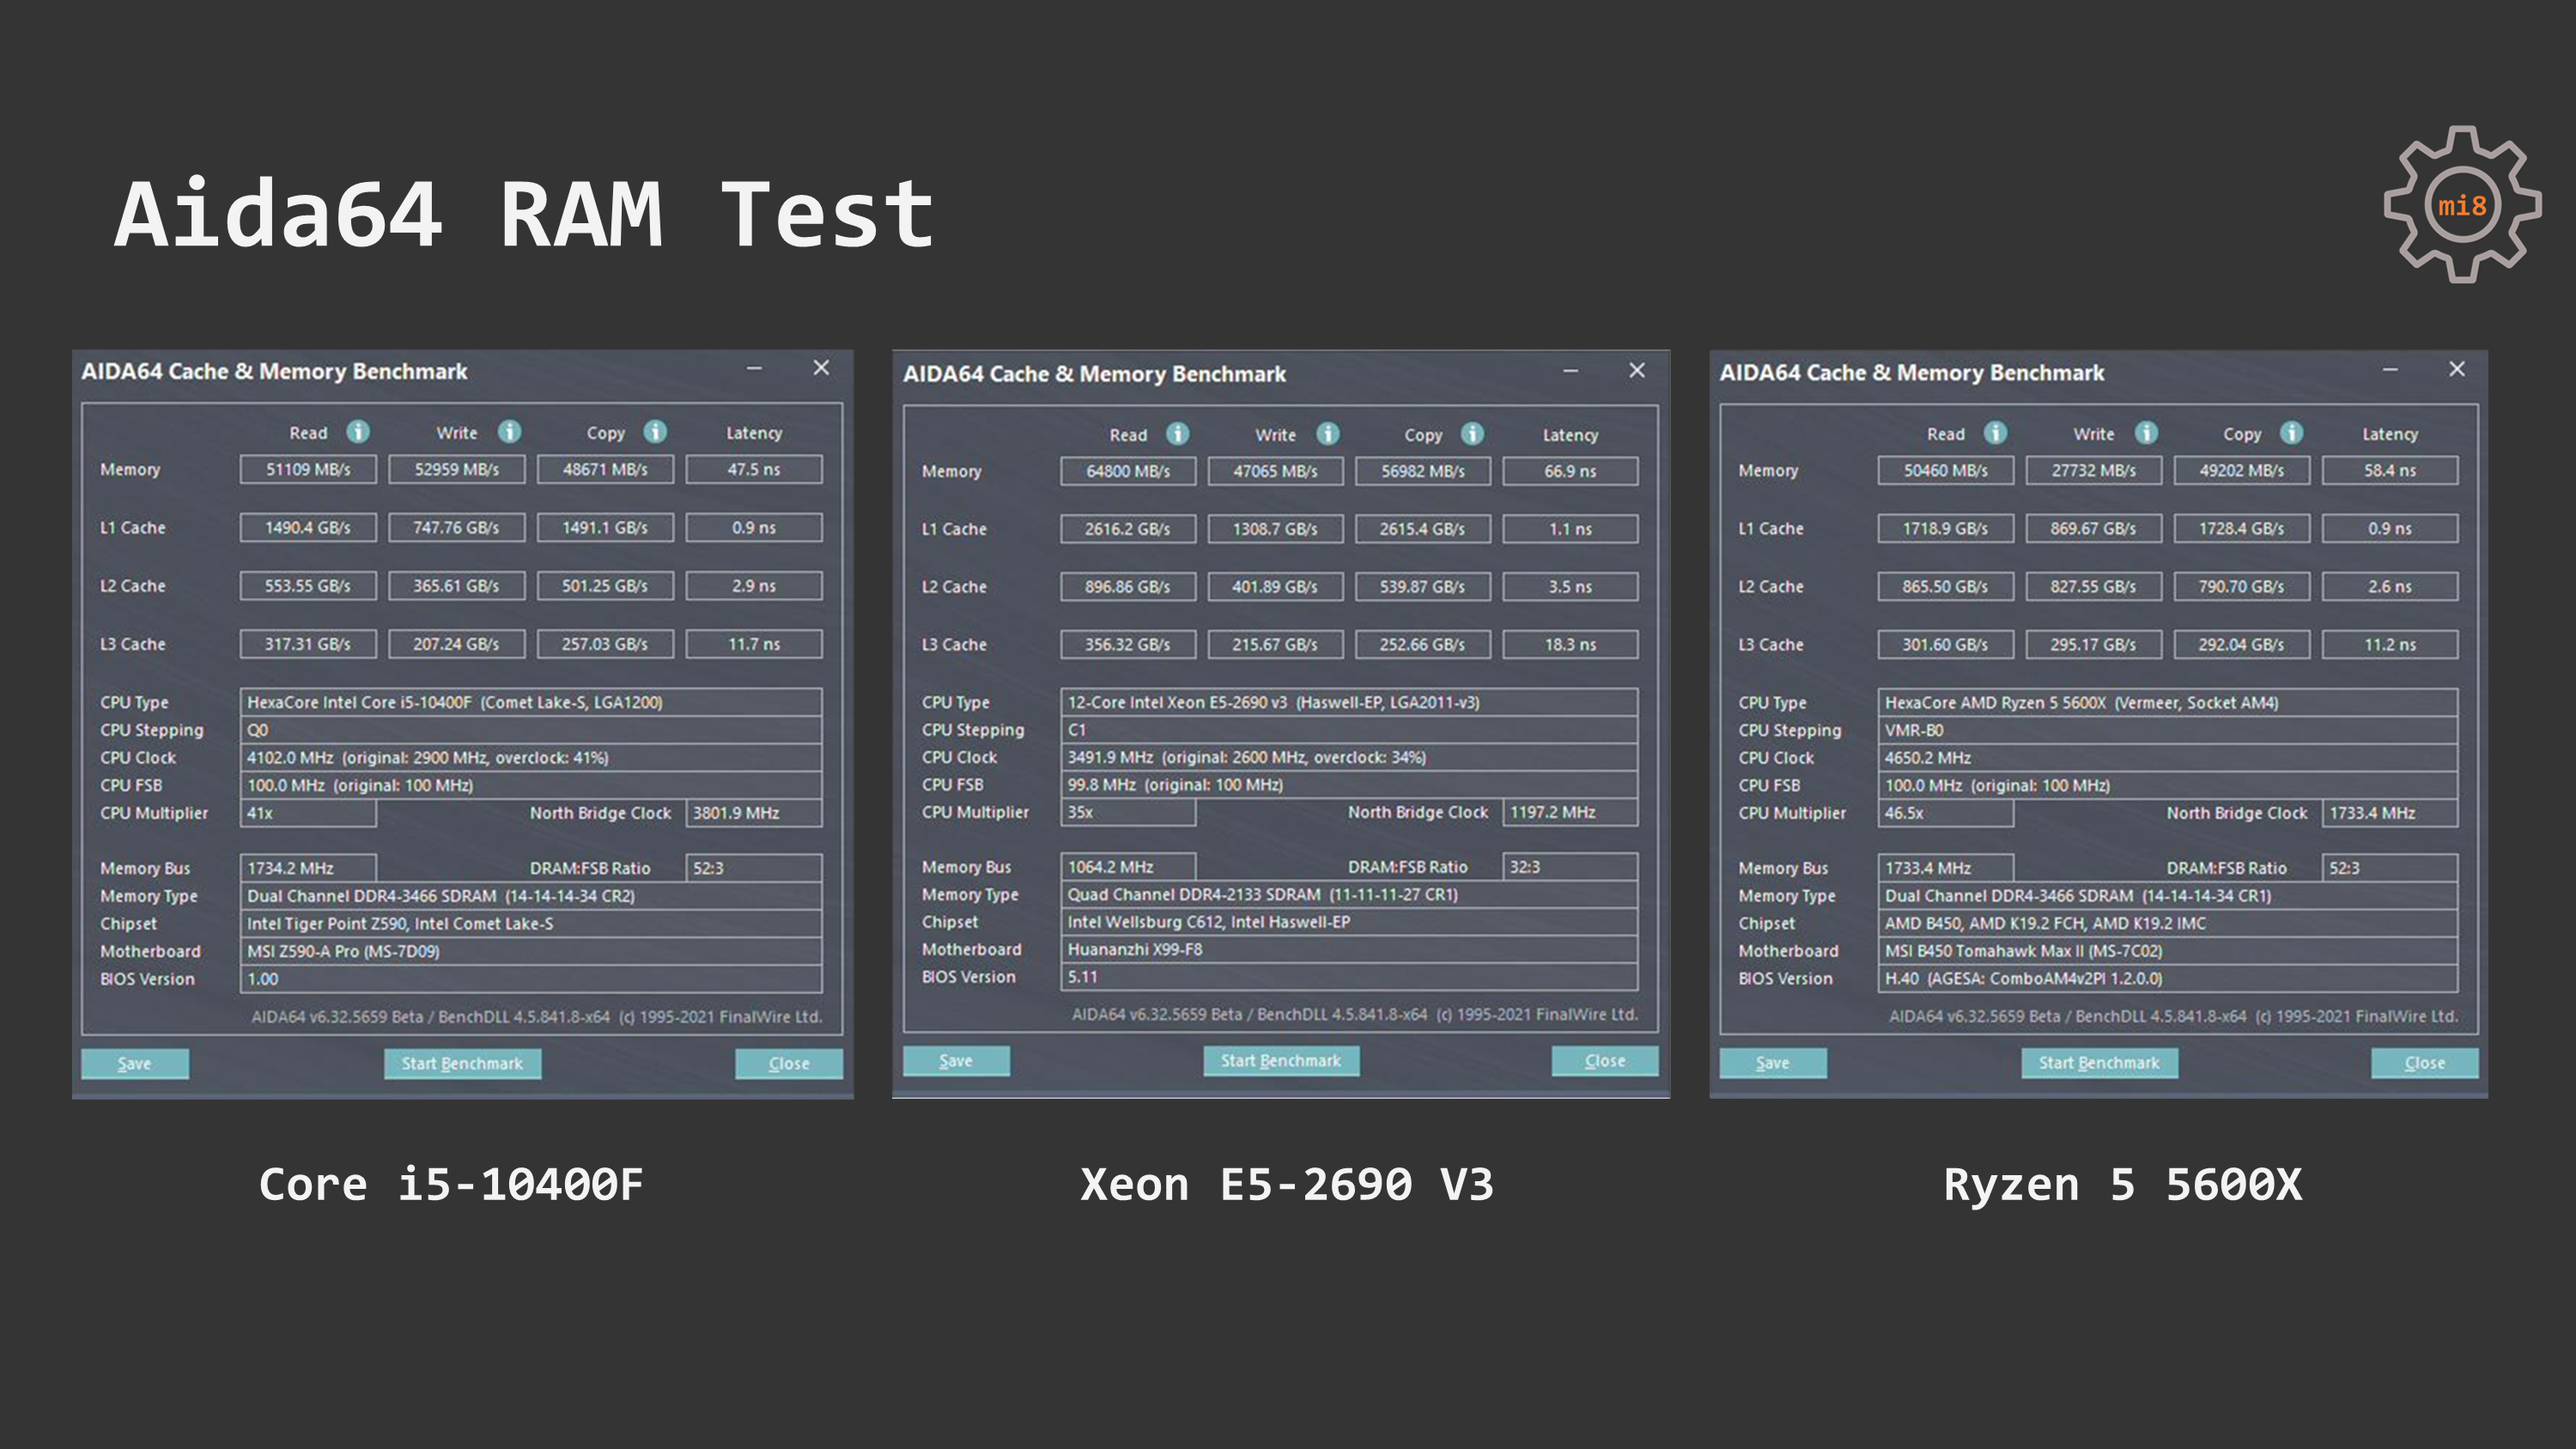 Aida64 RAM Test
mi8
AIDA64 Cache & Memory Benchmark
Read Write Copy Latency
Memory 51109 MB/s 52959 MB/s 48671 MB/s 47.5 ns
L1 Cache 1490.4 GB/s 747.76 GB/s 1491.1 GB/s 0.9 ns
L2 Cache 553.55 GB/s 365.61 GB/s 501.25 GB/s 2.9 ns
L3 Cache 317.31 GB/s 207.24 GB/s 257.03 GB/s 11.7 ns
CPU Type HexaCore Intel Core i5-10400F (Comet Lake-S, LGA1200)
CPU Stepping Q0
CPU Clock 4102.0 MHz (original: 2900 MHz, overclock: 41%)
CPU FSB 100.0 MHz (original: 100 MHz)
CPU Multiplier 41x North Bridge Clock 3801.9 MHz
Memory Bus 1734.2 MHz DRAM:FSB Ratio 52:3
Memory Type Dual Channel DDR4-3466 SDRAM (14-14-14-34 CR2)
Chipset Intel Tiger Point Z590, Intel Comet Lake-S
Motherboard MSI Z590-A Pro (MS-7D09)
BIOS Version 1.00
AIDA64 v6.32.5659 Beta / BenchDLL 4.5.841.8-x64 (c) 1995-2021 FinalWire Ltd.
Save Start Benchmark Close
Core i5-10400F
AIDA64 Cache & Memory Benchmark
Read Write Copy Latency
Memory 64800 MB/s 47065 MB/s 56982 MB/s 66.9 ns
L1 Cache 2616.2 GB/s 1308.7 GB/s 2615.4 GB/s 1.1 ns
L2 Cache 896.86 GB/s 401.89 GB/s 539.87 GB/s 3.5 ns
L3 Cache 356.32 GB/s 215.67 GB/s 252.66 GB/s 18.3 ns
CPU Type 12-Core Intel Xeon E5-2690 v3 (Haswell-EP, LGA2011-v3)
CPU Stepping C1
CPU Clock 3491.9 MHz (original: 2600 MHz, overclock: 34%)
CPU FSB 99.8 MHz (original: 100 MHz)
CPU Multiplier 35x North Bridge Clock 1197.2 MHz
Memory Bus 1064.2 MHz DRAM:FSB Ratio 32:3
Memory Type Quad Channel DDR4-2133 SDRAM (11-11-11-27 CR1)
Chipset Intel Wellsburg C612, Intel Haswell-EP
Motherboard Huananzhi X99-F8
BIOS Version 5.11
AIDA64 v6.32.5659 Beta / BenchDLL 4.5.841.8-x64 (c) 1995-2021 FinalWire Ltd.
Save Start Benchmark Close
Xeon E5-2690 V3
AIDA64 Cache & Memory Benchmark
Read Write Copy Latency
Memory 50460 MB/s 27732 MB/s 49202 MB/s 58.4 ns
L1 Cache 1718.9 GB/s 869.67 GB/s 1728.4 GB/s 0.9 ns
L2 Cache 865.50 GB/s 827.55 GB/s 790.70 GB/s 2.6 ns
L3 Cache 301.60 GB/s 295.17 GB/s 292.04 GB/s 11.2 ns
CPU Type HexaCore AMD Ryzen 5 5600X (Vermeer, Socket AM4)
CPU Stepping VMR-B0
CPU Clock 4650.2 MHz
CPU FSB 100.0 MHz (original: 100 MHz)
CPU Multiplier 46.5x North Bridge Clock 1733.4 MHz
Memory Bus 1733.4 MHz DRAM:FSB Ratio 52:3
Memory Type Dual Channel DDR4-3466 SDRAM (14-14-14-34 CR1)
Chipset AMD B450, AMD K19.2 FCH, AMD K19.2 IMC
Motherboard MSI B450 Tomahawk Max II (MS-7C02)
BIOS Version H.40 (AGESA: ComboAM4v2PI 1.2.0.0)
AIDA64 v6.32.5659 Beta / BenchDLL 4.5.841.8-x64 (c) 1995-2021 FinalWire Ltd.
Save Start Benchmark Close
Ryzen 5 5600X